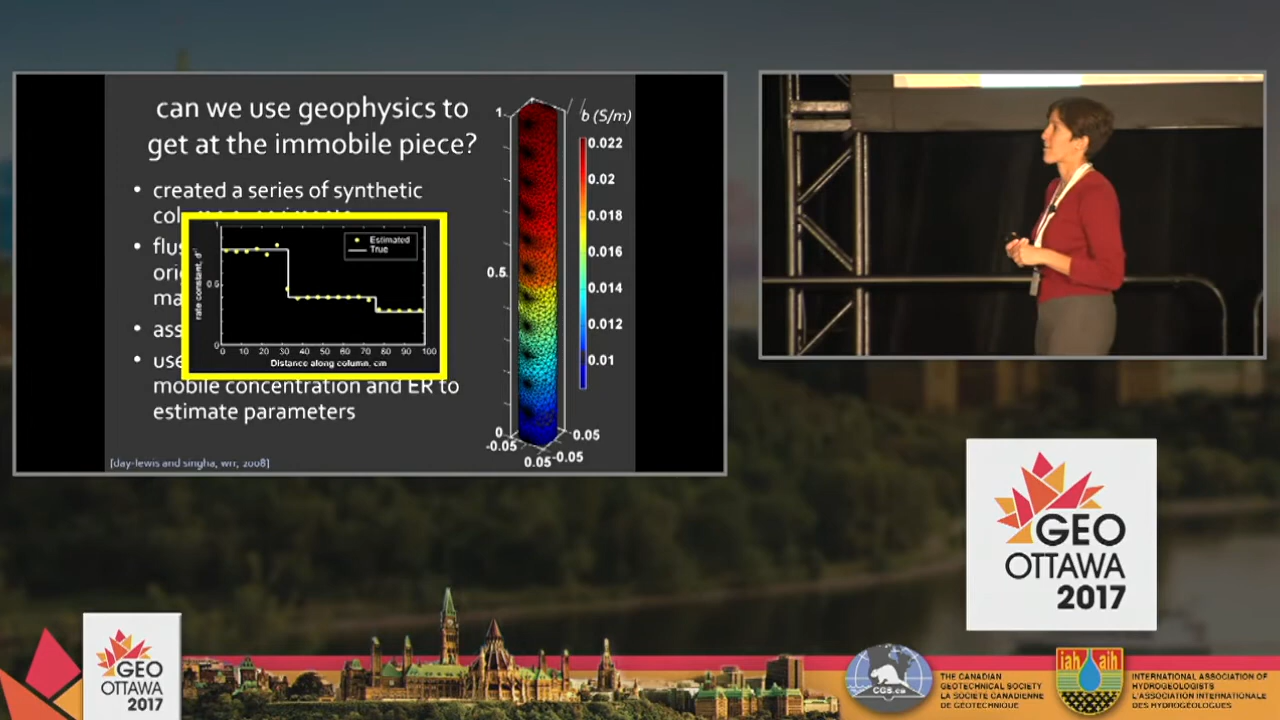 can we use geophysics to
get at the immobile piece?
• created a series of synthetic
• flus
orig
ma
• ass
• use
mobile concentration and ER to
estimate parameters
[day-lewis and singha, wrr, 2008]
1
0.5
0
rate constant, d
Estimated
True
0 10 20 30 40 50 60 70 80 90 100
Distance along column, cm
b (S/m)
1
0.022
0.02
0.018
0.016
0.5
0.014
0.012
0.01
0
-0.05
0.05
0.05
-0.05
GEO
OTTAWA
2017
GEO
OTTAWA
2017
CGS.ca
THE CANADIAN
GEOTECHNICAL SOCIETY
LA SOCIÉTÉ CANADIENNE
DE GÉOTECHNIQUE
iah aih
INTERNATIONAL ASSOCIATION OF
HYDROGEOLOGISTS
L'ASSOCIATION INTERNATIONALE
DES HYDROGÉOLOGUES